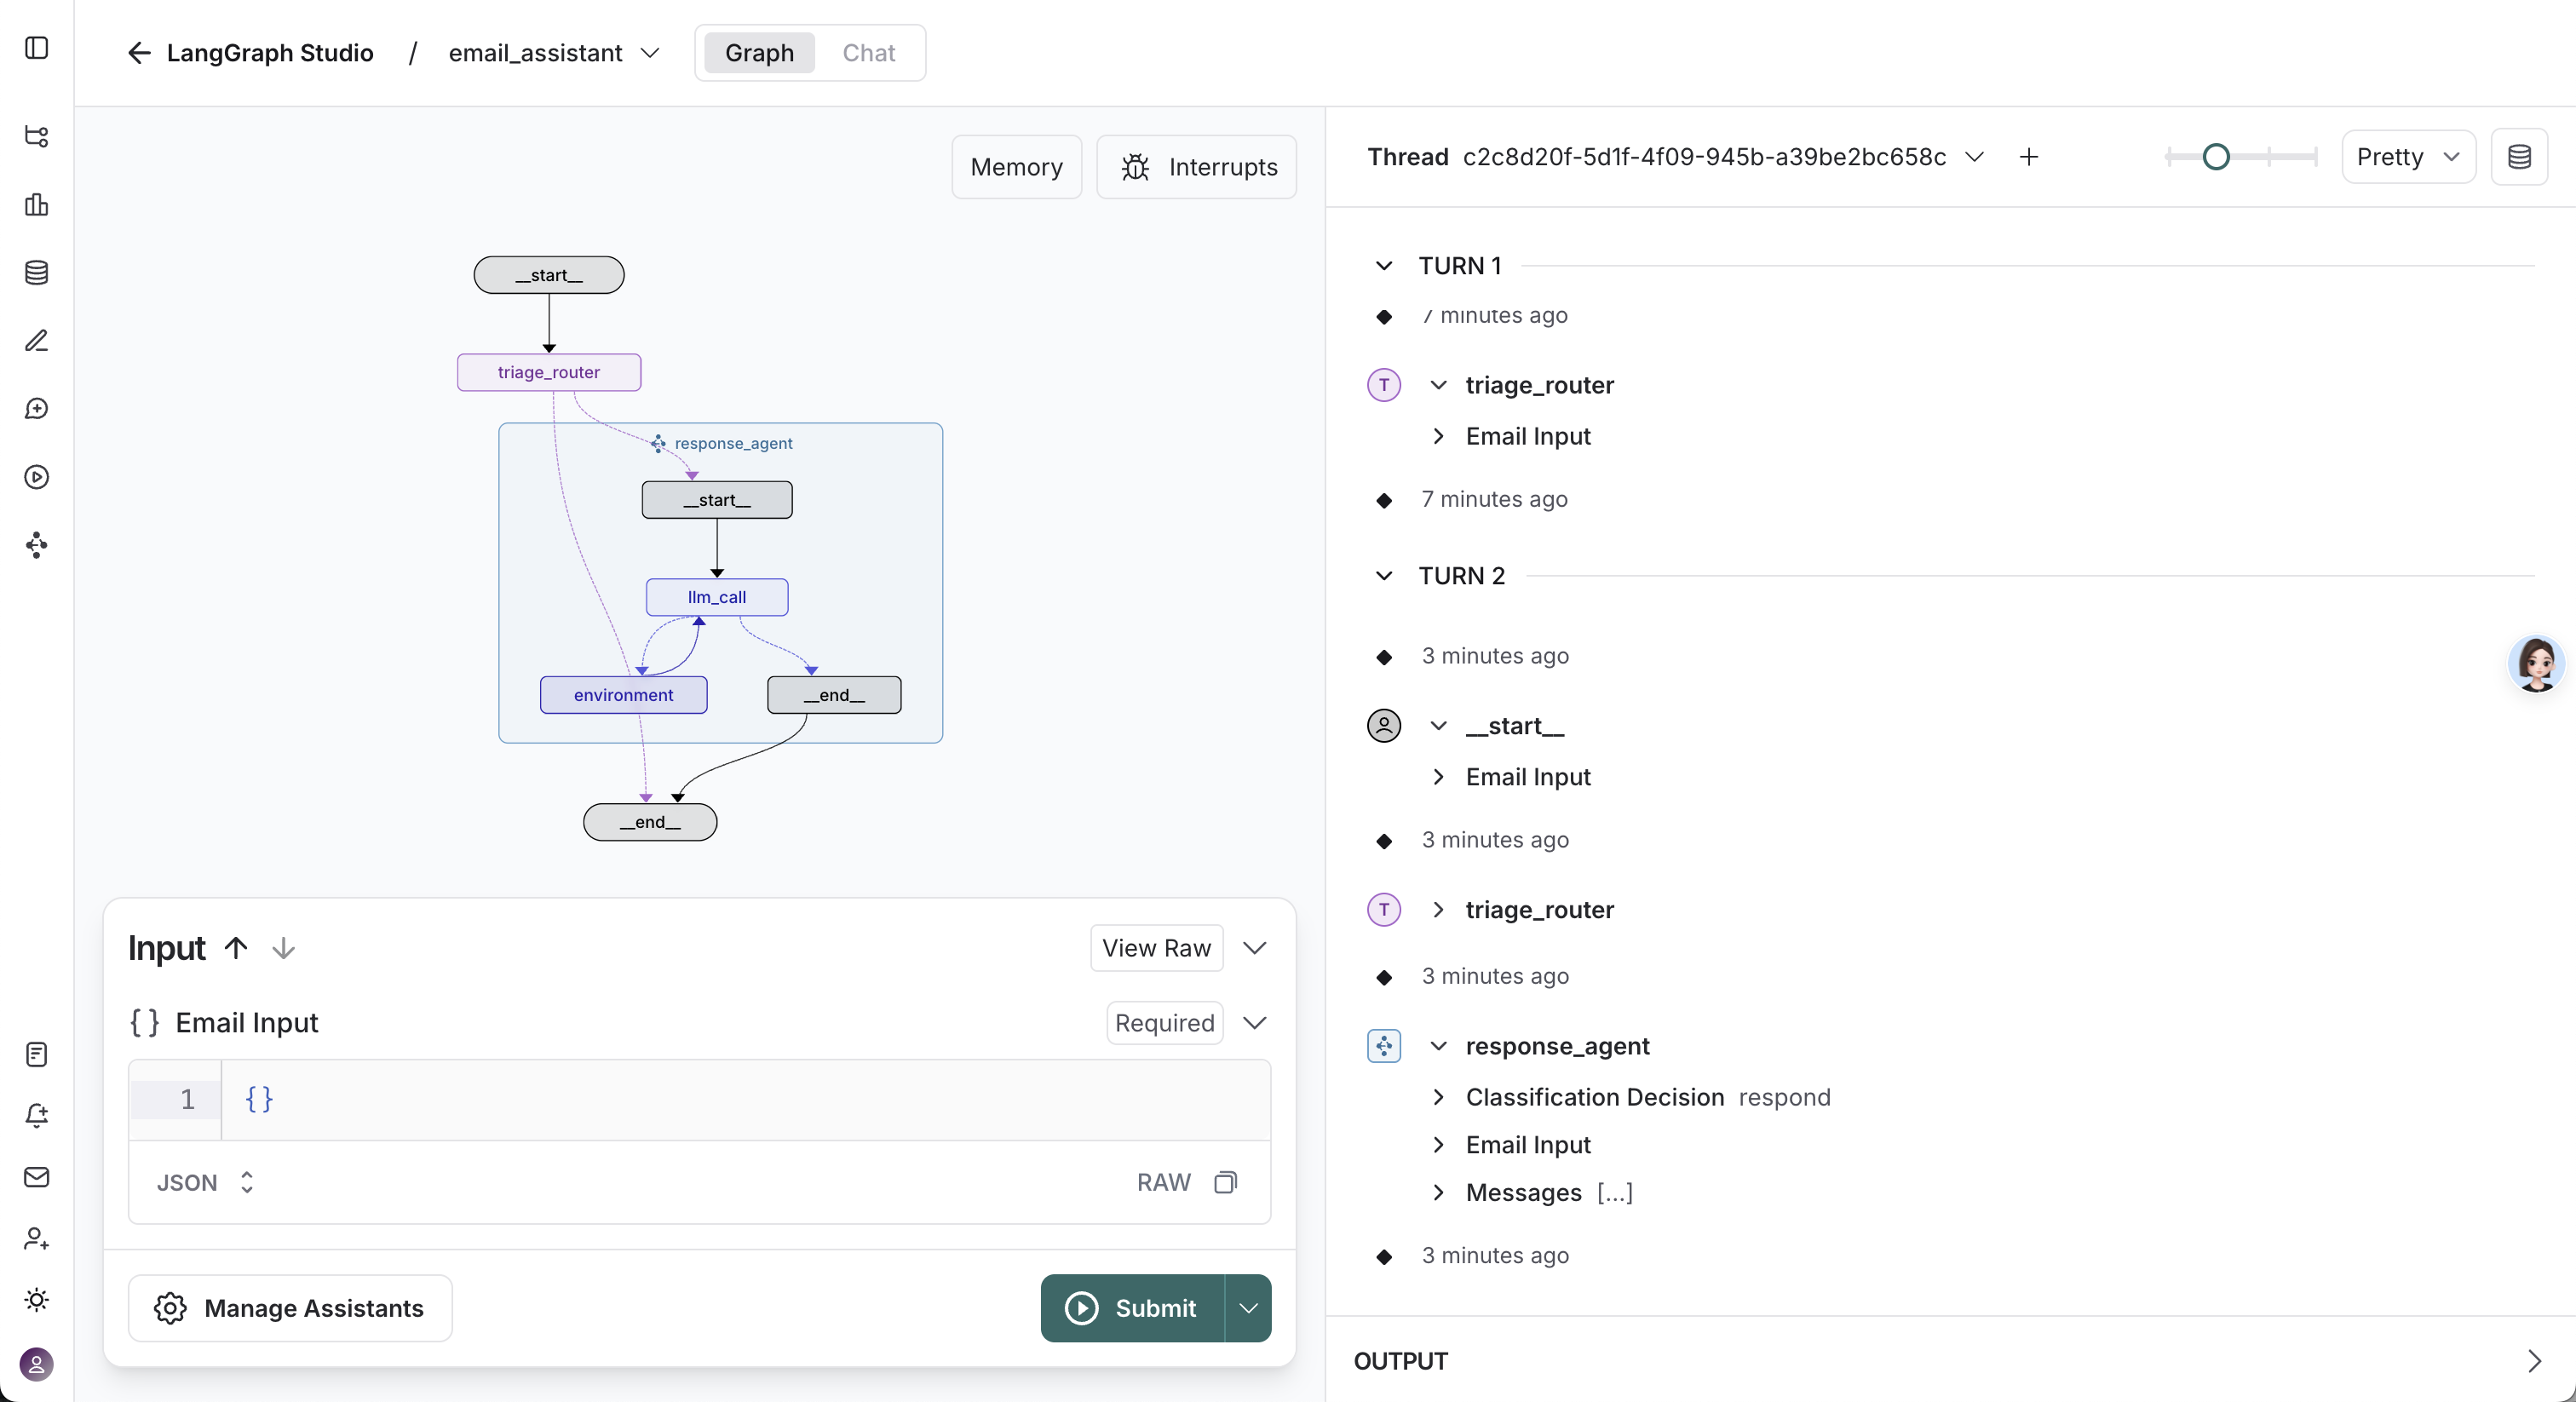 LangGraph Studio / email_assistant
Graph
Chat
Memory
Interrupts
__start__
triage_router
response_agent
__start__
llm_call
environment
__end__
__end__
Input
View Raw
{} Email Input
Required
1
{}
JSON
RAW
Manage Assistants
Submit
Thread c2c8d20f-5d1f-4f09-945b-a39be2bc658c
Pretty
TURN 1
7 minutes ago
T triage_router
Email Input
7 minutes ago
TURN 2
3 minutes ago
__start__
Email Input
3 minutes ago
T triage_router
3 minutes ago
response_agent
Classification Decision respond
Email Input
Messages [...]
3 minutes ago
OUTPUT